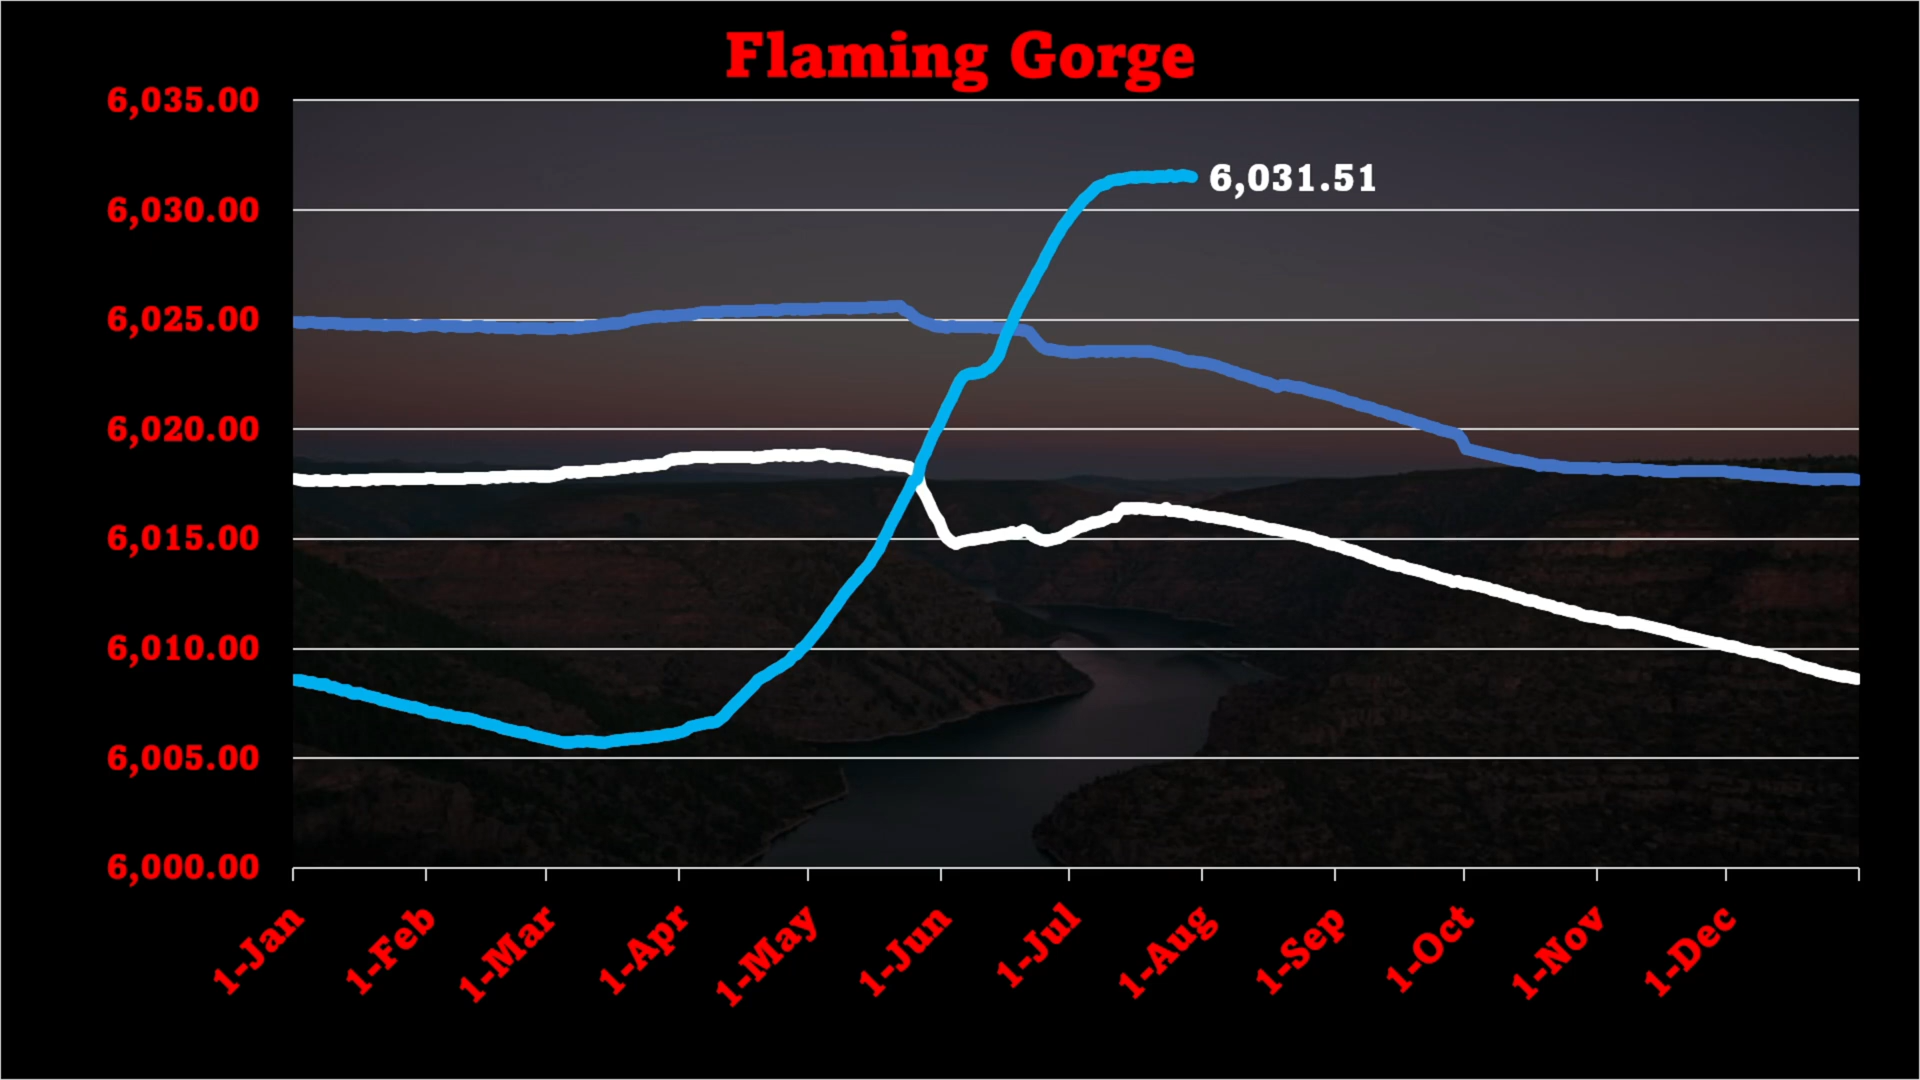 Flaming Gorge
6,035.00
6,031.51
6,030.00
6,025.00
6,020.00
6,015.00
6,010.00
6,005.00
6,000.00
1-Jan
1-Feb
1-Mar
1-Apr
1-May
1-Jun
1-Jul
1-Aug
1-Sep
1-Oct
1-Nov
1-Dec